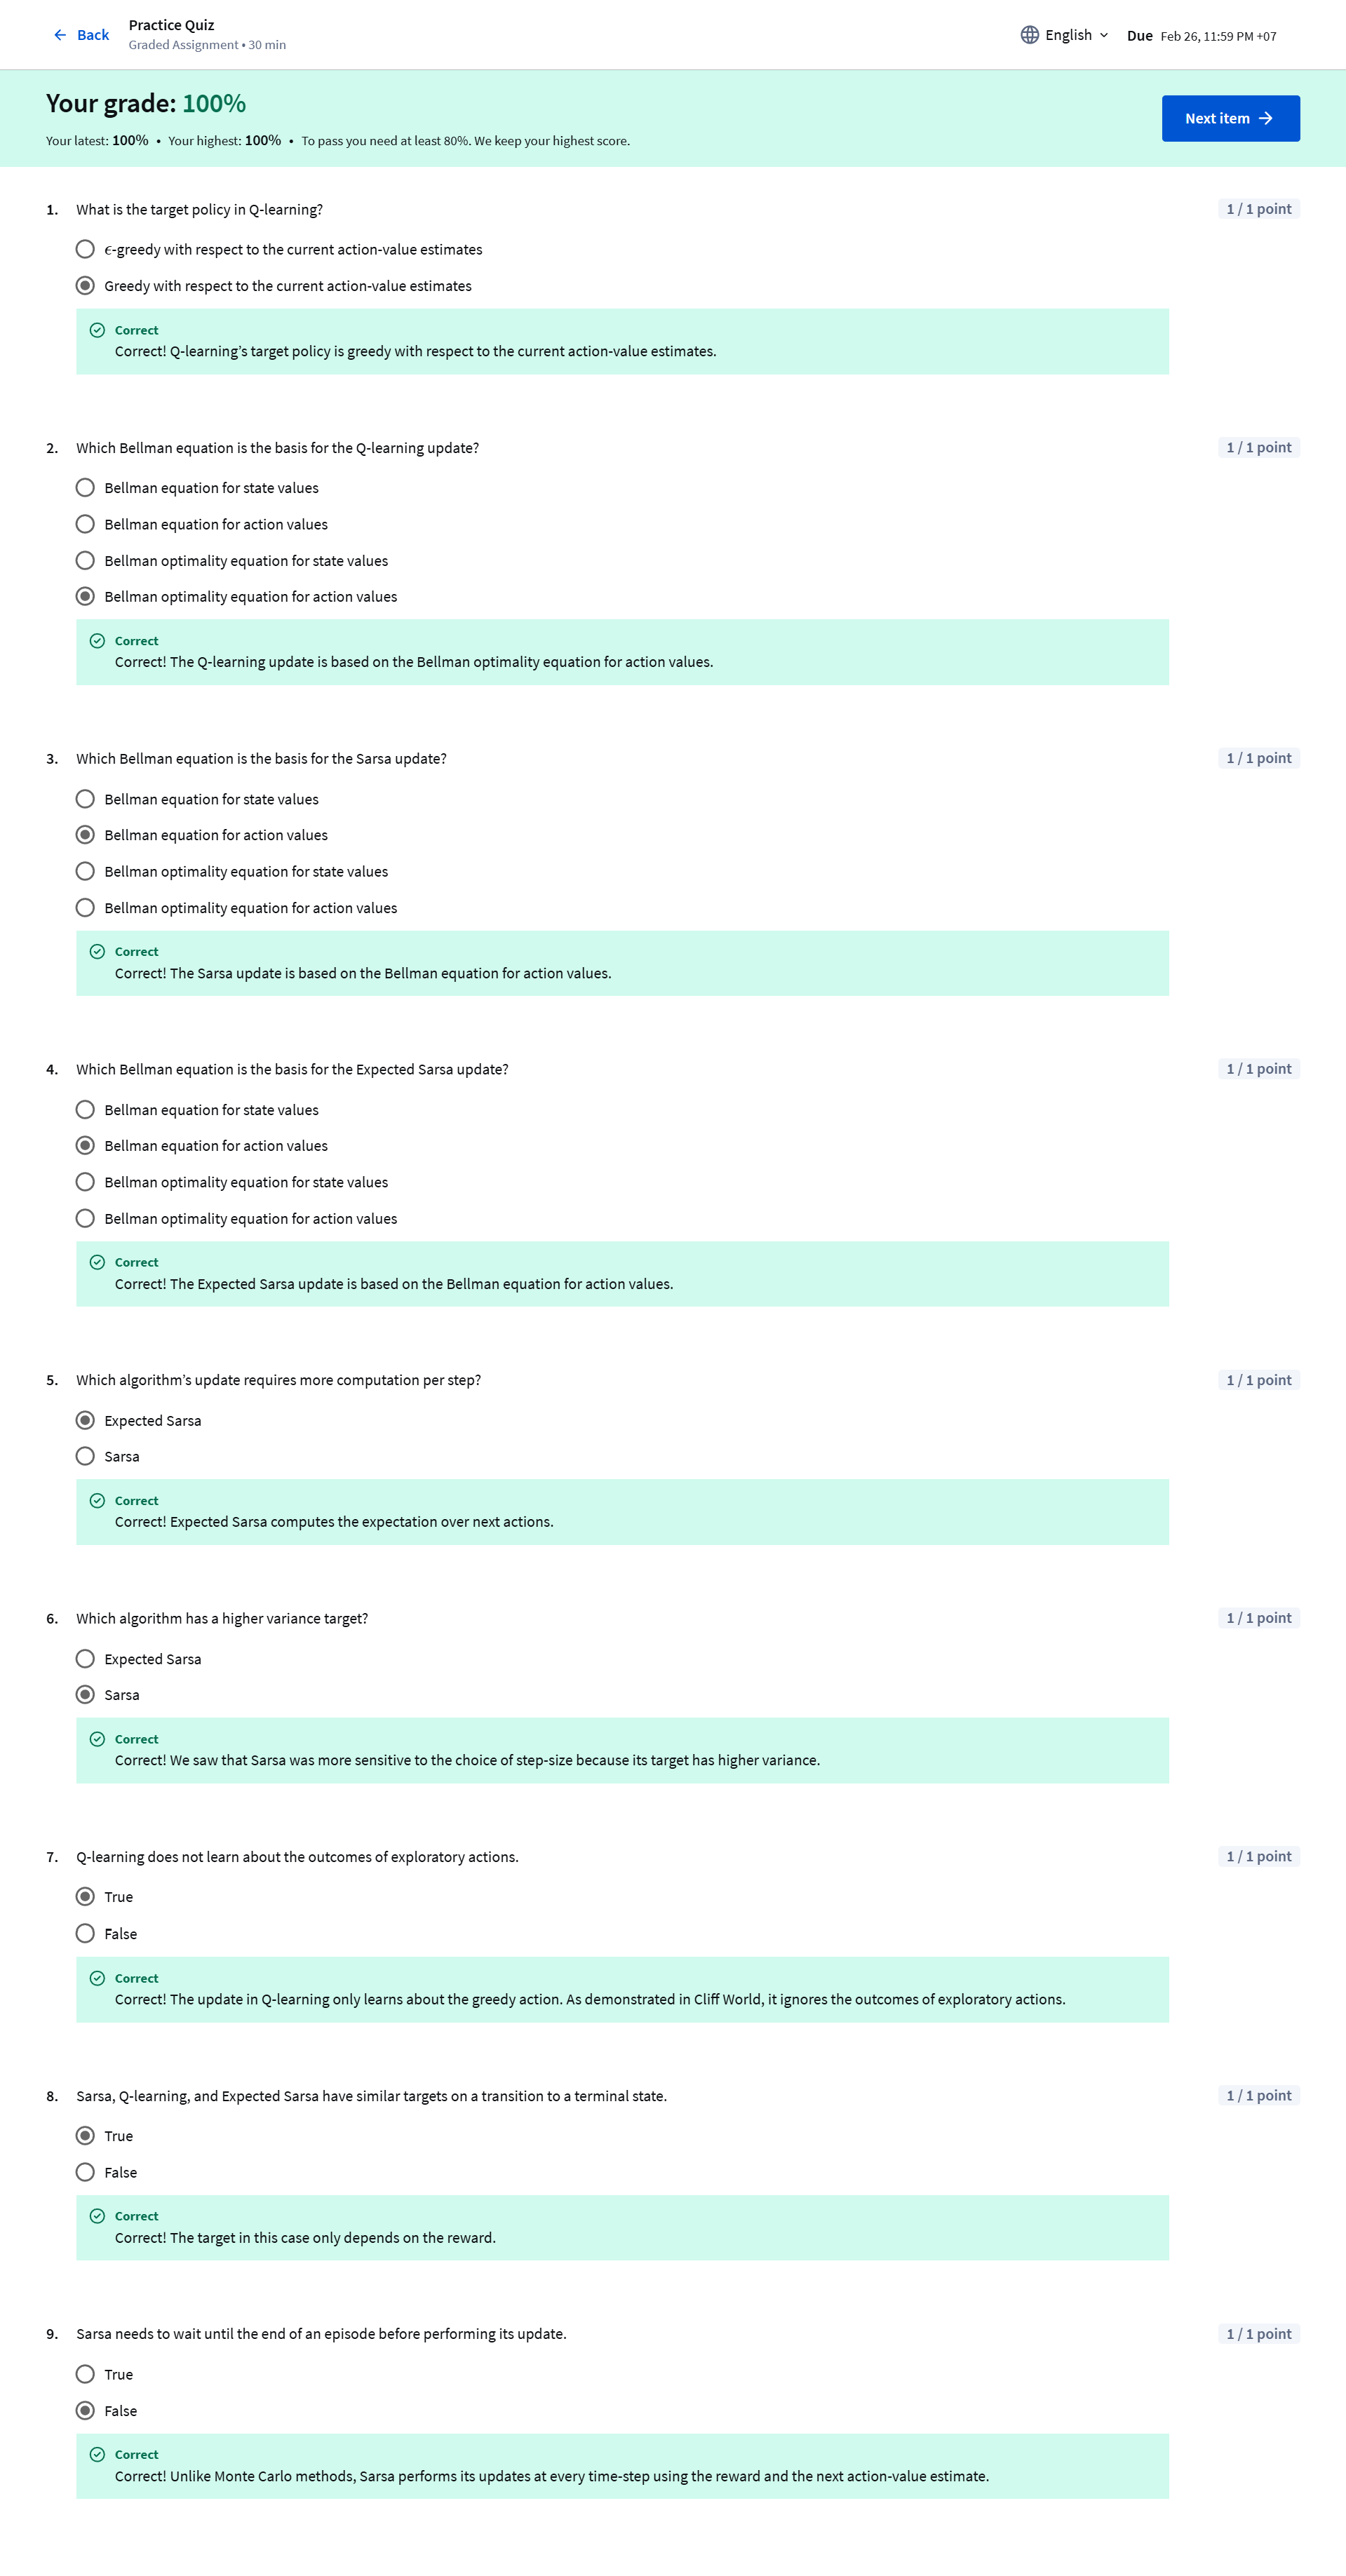 Back
Practice Quiz
Graded Assignment • 30 min
English
Due Feb 26, 11:59 PM +07
Your grade: 100%
Your latest: 100% • Your highest: 100% • To pass you need at least 80%. We keep your highest score.
Next item
1. What is the target policy in Q-learning?
1 / 1 point
ϵ-greedy with respect to the current action-value estimates
Greedy with respect to the current action-value estimates
Correct
Correct! Q-learning’s target policy is greedy with respect to the current action-value estimates.
2. Which Bellman equation is the basis for the Q-learning update?
1 / 1 point
Bellman equation for state values
Bellman equation for action values
Bellman optimality equation for state values
Bellman optimality equation for action values
Correct
Correct! The Q-learning update is based on the Bellman optimality equation for action values.
3. Which Bellman equation is the basis for the Sarsa update?
1 / 1 point
Bellman equation for state values
Bellman equation for action values
Bellman optimality equation for state values
Bellman optimality equation for action values
Correct
Correct! The Sarsa update is based on the Bellman equation for action values.
4. Which Bellman equation is the basis for the Expected Sarsa update?
1 / 1 point
Bellman equation for state values
Bellman equation for action values
Bellman optimality equation for state values
Bellman optimality equation for action values
Correct
Correct! The Expected Sarsa update is based on the Bellman equation for action values.
5. Which algorithm’s update requires more computation per step?
1 / 1 point
Expected Sarsa
Sarsa
Correct
Correct! Expected Sarsa computes the expectation over next actions.
6. Which algorithm has a higher variance target?
1 / 1 point
Expected Sarsa
Sarsa
Correct
Correct! We saw that Sarsa was more sensitive to the choice of step-size because its target has higher variance.
7. Q-learning does not learn about the outcomes of exploratory actions.
1 / 1 point
True
False
Correct
Correct! The update in Q-learning only learns about the greedy action. As demonstrated in Cliff World, it ignores the outcomes of exploratory actions.
8. Sarsa, Q-learning, and Expected Sarsa have similar targets on a transition to a terminal state.
1 / 1 point
True
False
Correct
Correct! The target in this case only depends on the reward.
9. Sarsa needs to wait until the end of an episode before performing its update.
1 / 1 point
True
False
Correct
Correct! Unlike Monte Carlo methods, Sarsa performs its updates at every time-step using the reward and the next action-value estimate.